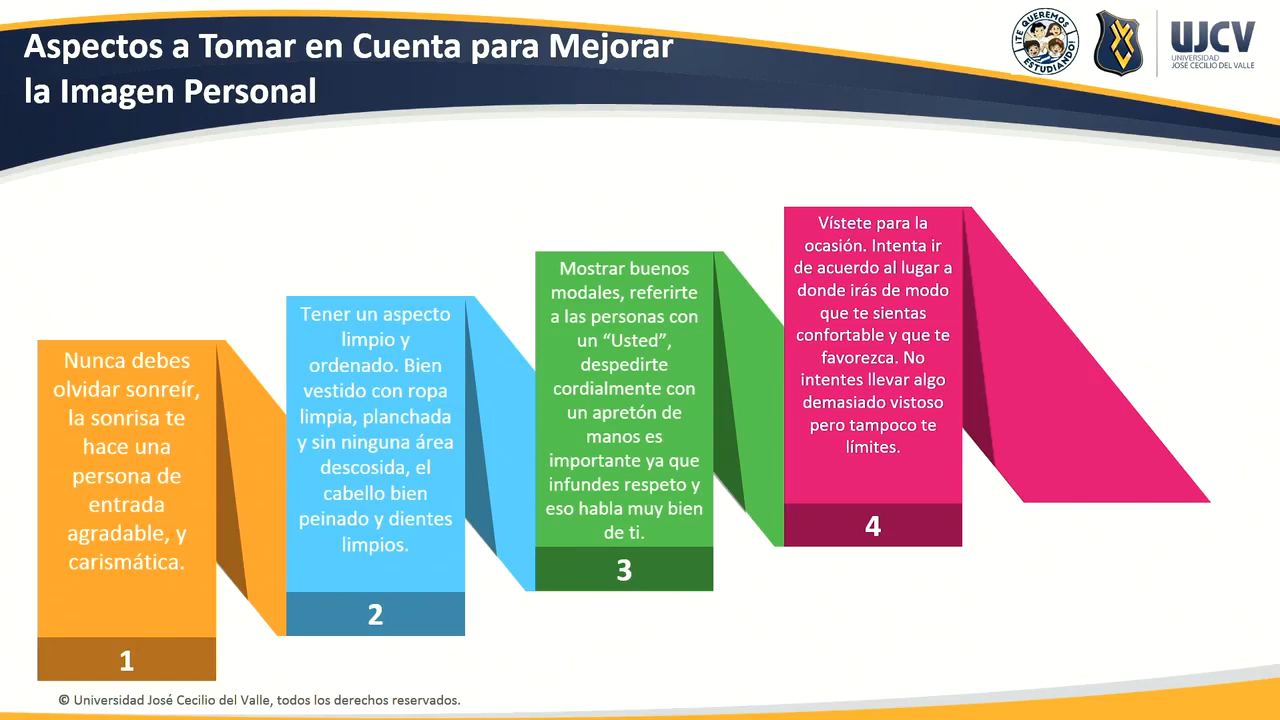 Aspectos a Tomar en Cuenta para Mejorar
la Imagen Personal
¡TE QUEREMOS
ESTUDIANDO!
UJCV
UNIVERSIDAD
JOSÉ CECILIO DEL VALLE
Nunca debes
olvidar sonreír,
la sonrisa te
hace una
persona de
entrada
agradable, y
carismática.
1
Tener un aspecto
limpio y
ordenado. Bien
vestido con ropa
limpia, planchada
y sin ninguna área
descosida, el
cabello bien
peinado y dientes
limpios.
2
Mostrar buenos
modales, referirte
a las personas con
un “Usted”,
despedirte
cordialmente con
un apretón de
manos es
importante ya que
infundes respeto y
eso habla muy bien
de ti.
3
Vístete para la
ocasión. Intenta ir
de acuerdo al lugar a
donde irás de modo
que te sientas
confortable y que te
favorezca. No
intentes llevar algo
demasiado vistoso
pero tampoco te
límites.
4
© Universidad José Cecilio del Valle, todos los derechos reservados.